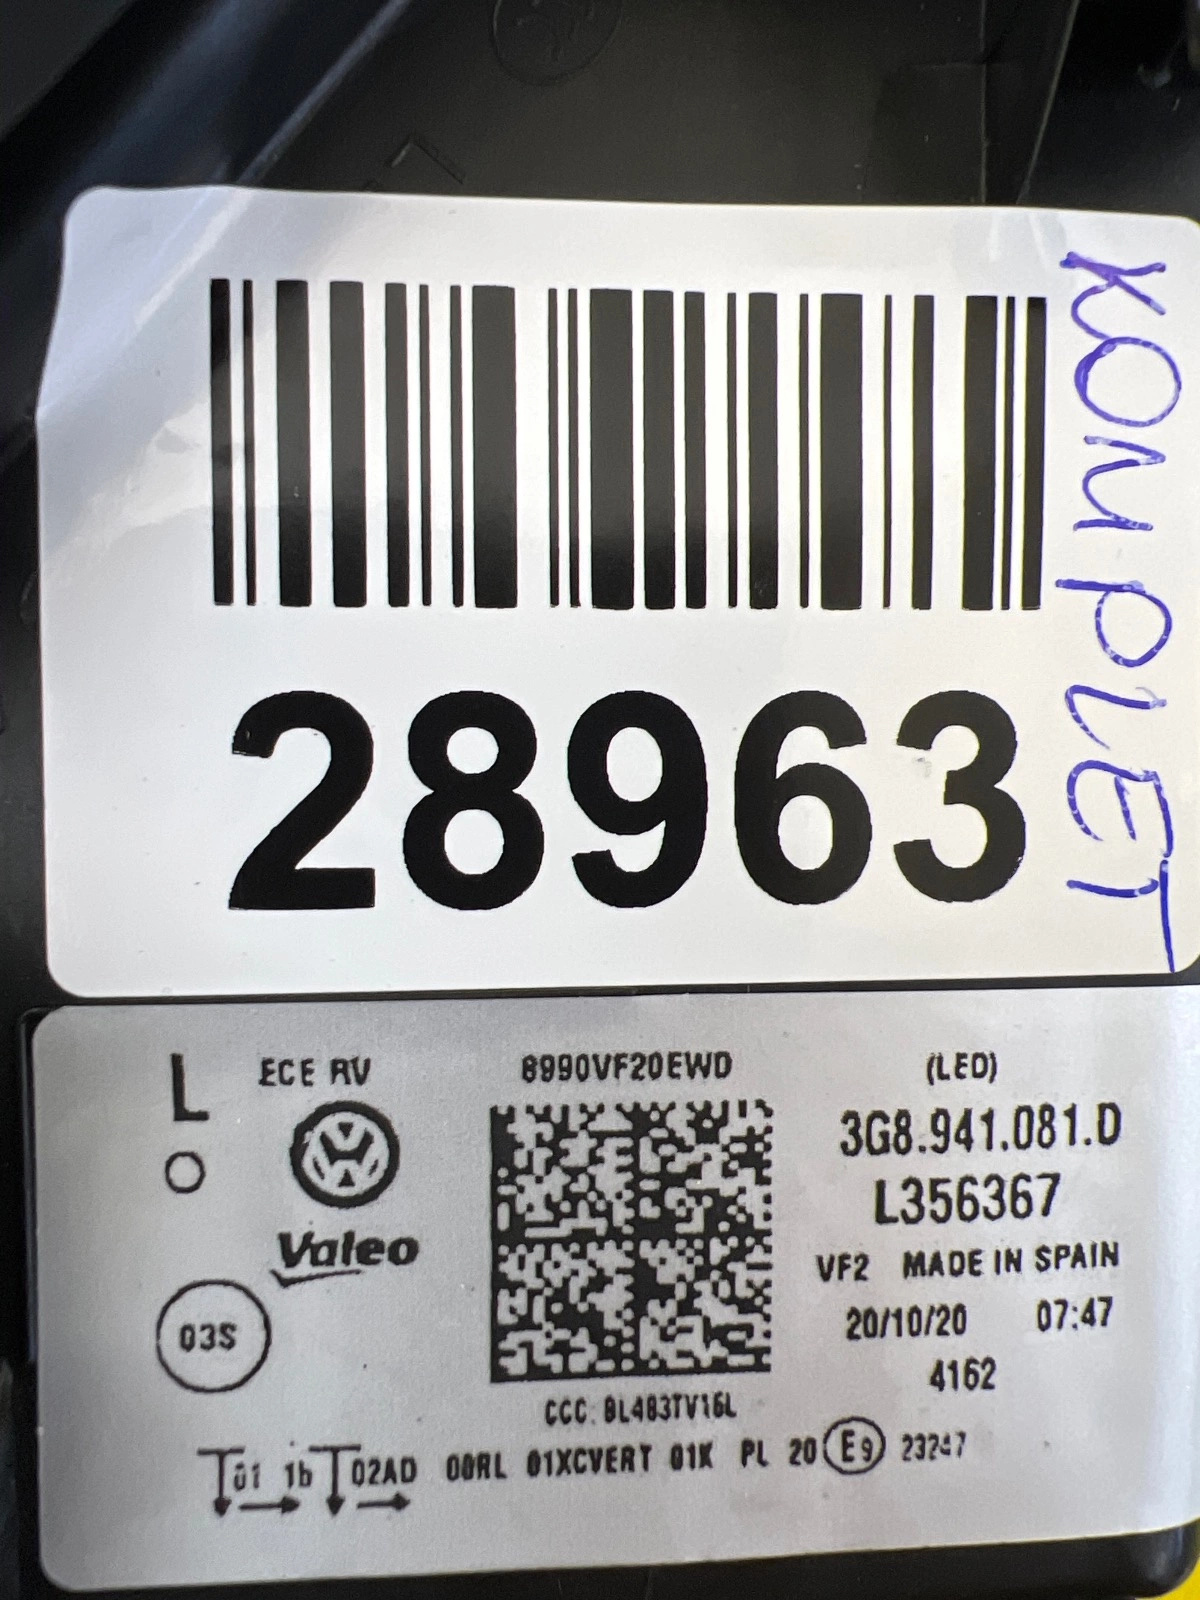 KOMPLET
28963
L ECE RV 8990VF20EWD (LED)
3G8.941.081.D
L356367
Valeo
VF2 MADE IN SPAIN
03S
20/10/20 07:47
4162
CCC: 8L483TV16L
01 1b 02AD 00RL 01XCVERT 01K PL 20 E9 23247